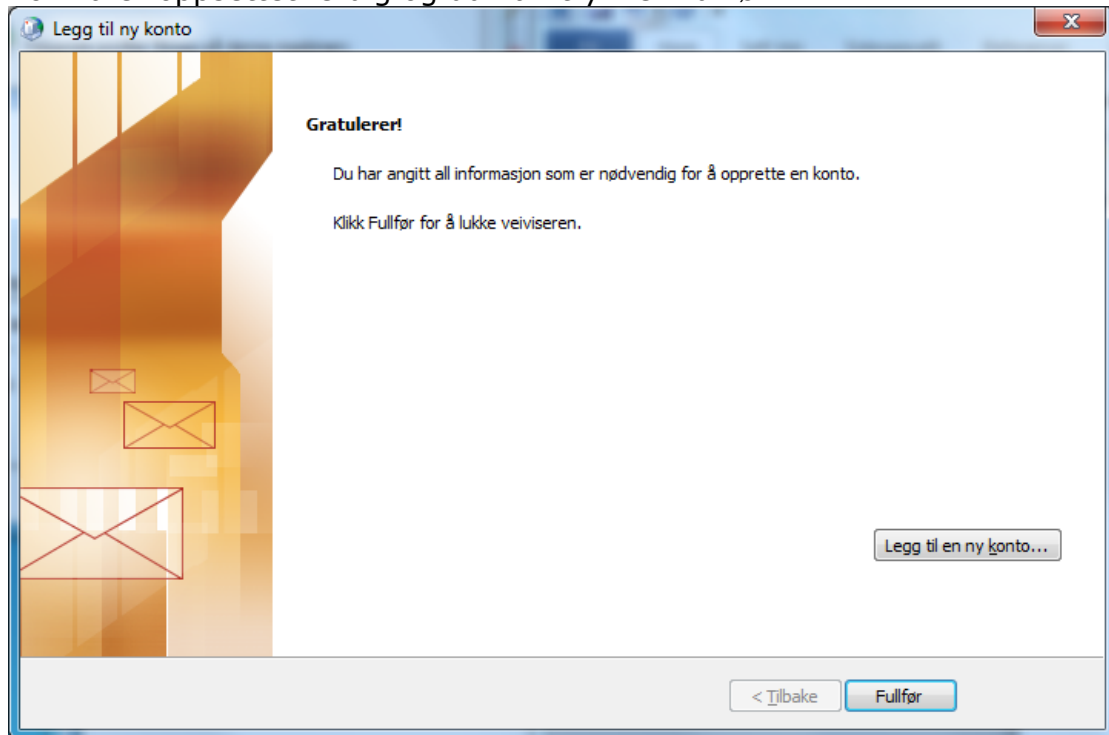 Legg til ny konto
Gratulerer!
Du har angitt all informasjon som er nødvendig for å opprette en konto.
Klikk Fullfør for å lukke veiviseren.
Legg til en ny konto...
< Tilbake Fullfør